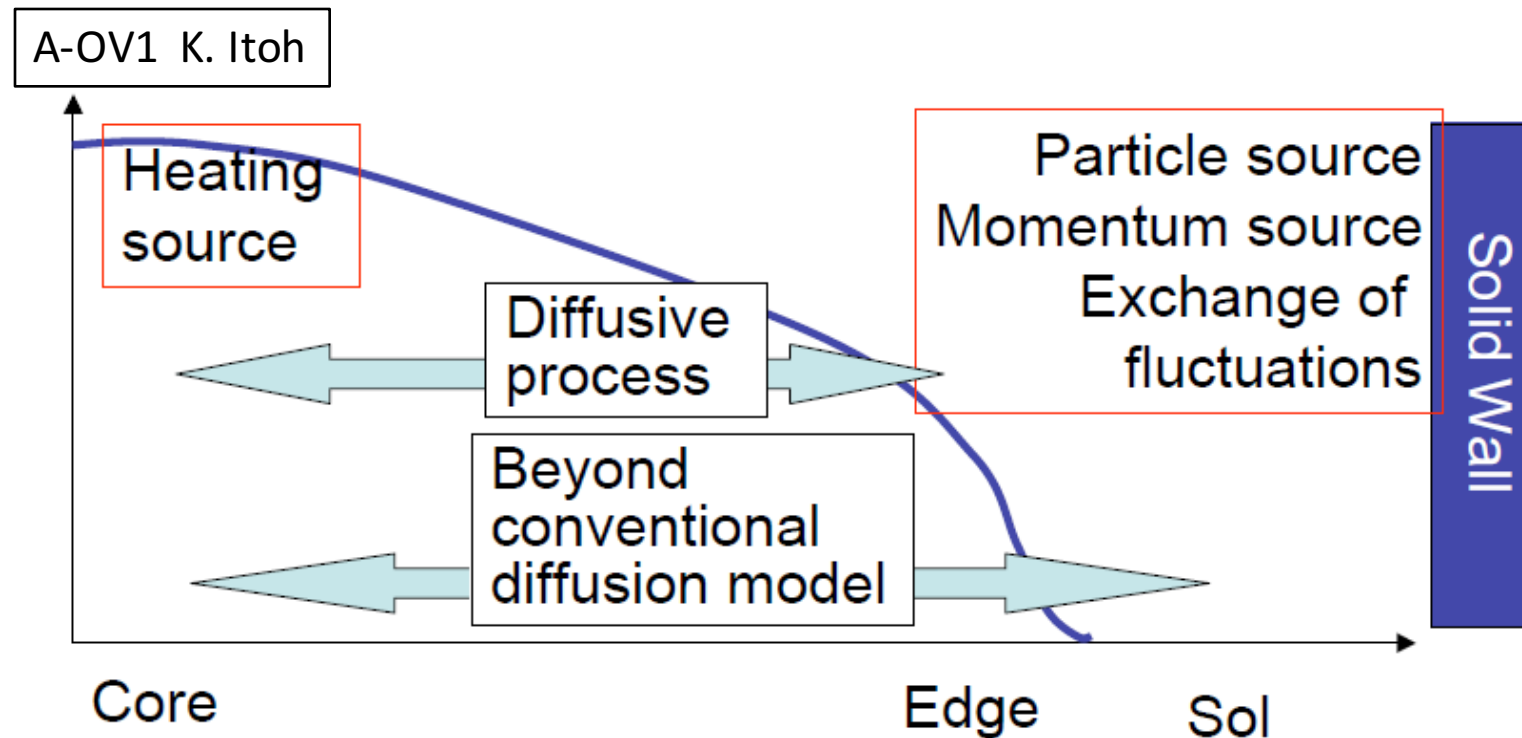 A-OV1 K. Itoh
Heating
source
Particle source
Momentum source
Exchange of
fluctuations
Solid Wall
Diffusive
process
Beyond
conventional
diffusion model
Core
Edge
Sol